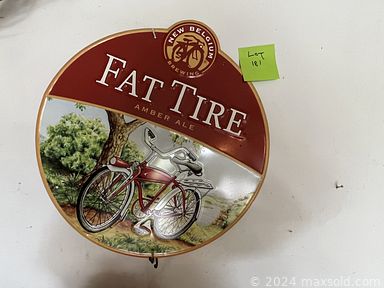 NEW BELGIUM
BREWING
Lot
181
FAT TIRE
AMBER ALE
© 2024 maxsold.com